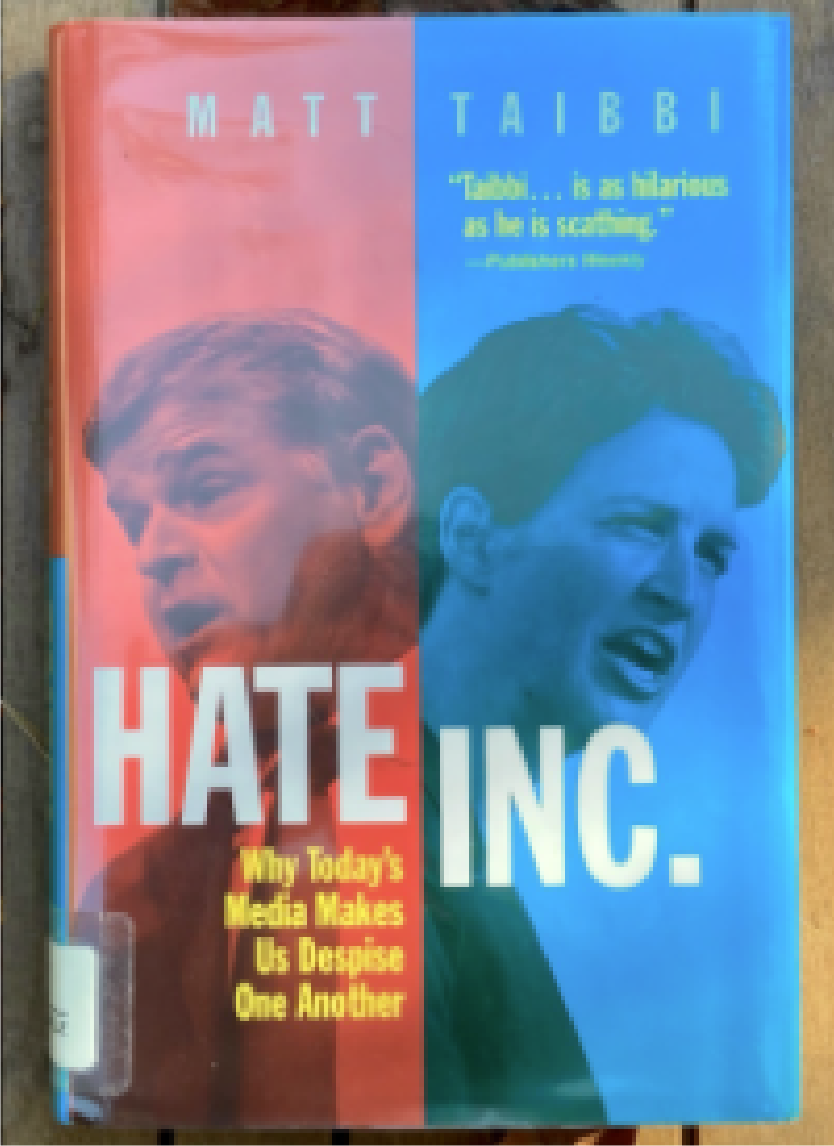 MATT TAIBBI
"Taibbi... is as hilarious
as he is scathing."
—Publishers Weekly
HATE
INC.
Why Today's
Media Makes
Us Despise
One Another